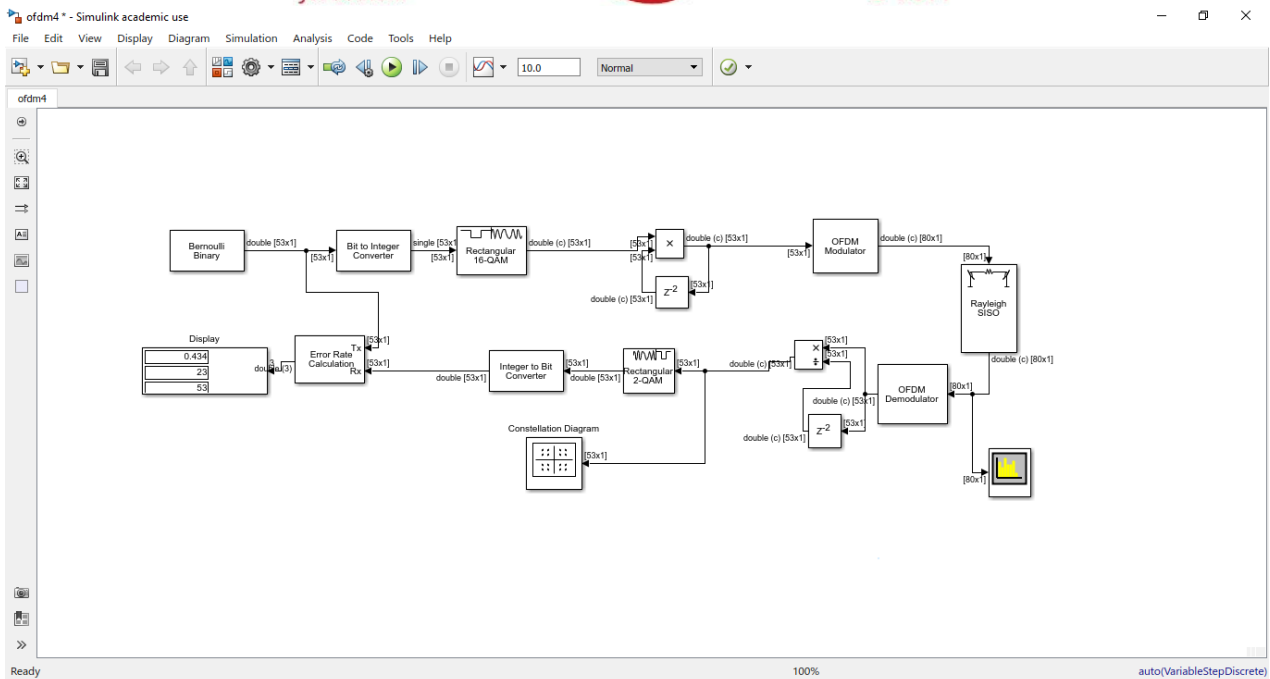 ofdm4 * - Simulink academic use
File Edit View Display Diagram Simulation Analysis Code Tools Help
10.0
Normal
ofdm4
Bernoulli
Binary
double [53x1]
[53x1]
Bit to Integer
Converter
single [53x1
[53x1]
Rectangular
16-QAM
double (c) [53x1]
[53x1]
[53x1]
×
double (c) [53x1]
z-2
[53x1]
double (c) [53x1]
[53x1]
OFDM
Modulator
double (c) [80x1]
[80x1]
Rayleigh
SISO
double (c) [80x1]
Display
0.434
23
53
3
double (3)
Error Rate
Calculation
Tx
Rx
[53x1]
[53x1]
double [53x1]
Integer to Bit
Converter
[53x1]
double [53x1]
Rectangular
2-QAM
[53x1]
double (c) [53x1]
×
÷
[53x1]
[53x1]
double (c) [53x1]
z-2
[53x1]
double (c) [53x1]
OFDM
Demodulator
[80x1]
[80x1]
Constellation Diagram
[53x1]
Ready
100%
auto(VariableStepDiscrete)